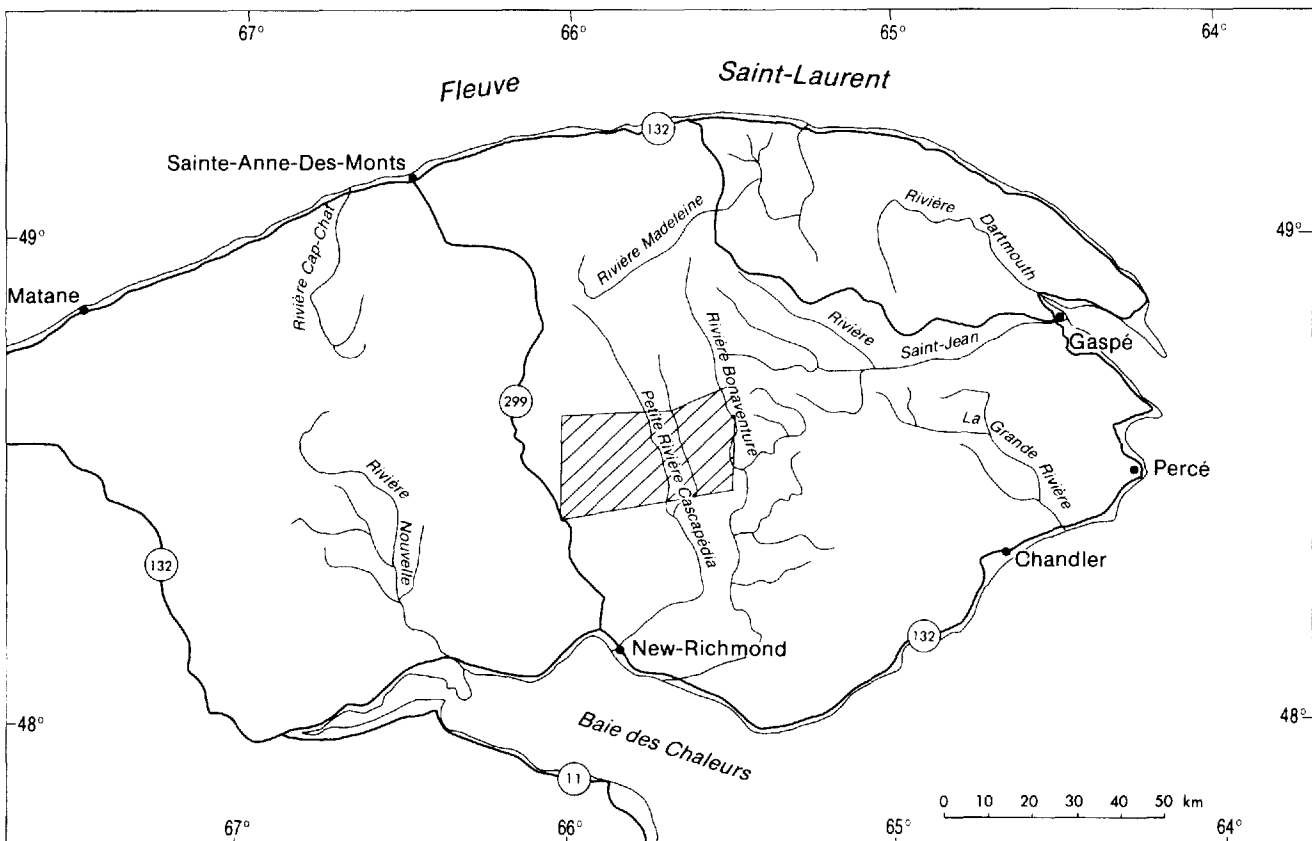 67° 66° 65° 64°
Fleuve Saint-Laurent
132
Sainte-Anne-Des-Monts
Rivière Cap-Chat
Rivière Madeleine
Rivière Dartmouth
49° 49°
Matane
Rivière Saint-Jean
Gaspé
Rivière Bonaventure
Petite Rivière Cascapédia
299
La Grande Rivière
Percé
Rivière Nouvelle
132
Chandler
132
New-Richmond
48° 48°
Baie des Chaleurs
11
0 10 20 30 40 50 km
67° 66° 65° 64°